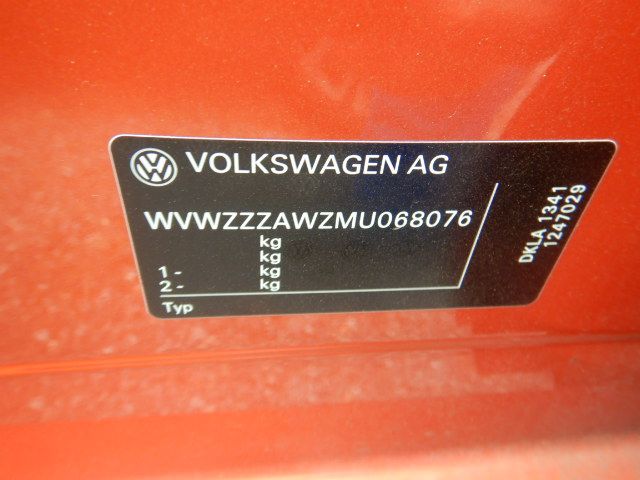 VOLKSWAGEN AG
WVWZZZAWZMU068076
kg
kg
1 - kg
2 - kg
Typ
DKLA 1341
1247029